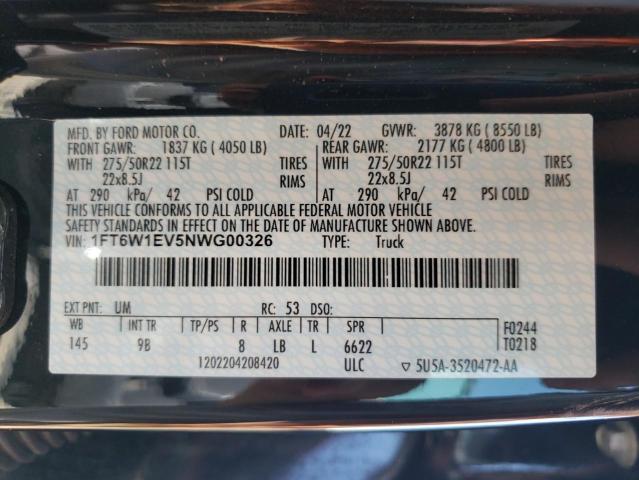 MFD. BY FORD MOTOR CO. DATE: 04/22 GVWR: 3878 KG ( 8550 LB)
FRONT GAWR: 1837 KG ( 4050 LB) REAR GAWR: 2177 KG ( 4800 LB)
WITH 275/50R22 115T TIRES WITH 275/50R22 115T TIRES
22x8.5J RIMS 22x8.5J RIMS
AT 290 kPa/ 42 PSI COLD AT 290 kPa/ 42 PSI COLD
THIS VEHICLE CONFORMS TO ALL APPLICABLE FEDERAL MOTOR VEHICLE
SAFETY STANDARDS IN EFFECT ON THE DATE OF MANUFACTURE SHOWN ABOVE.
VIN: 1FT6W1EV5NWG00326 TYPE: Truck
EXT PNT: UM RC: 53 DSO:
WB INT TR TP/PS R AXLE TR SPR F0244
145 9B 8 LB L 6622 T0218
1202204208420 ULC ▽ 5U5A-3520472-AA